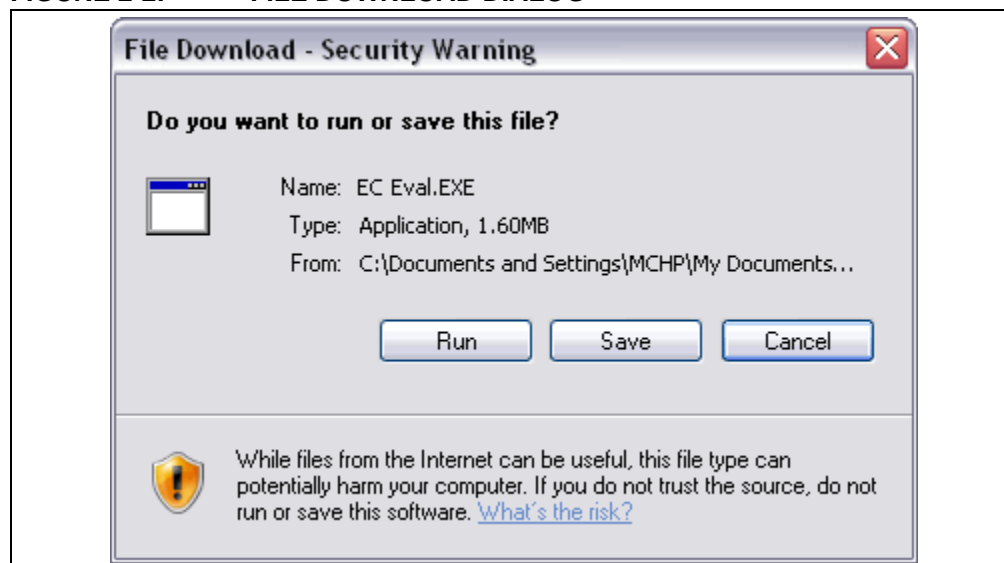 File Download - Security Warning
Do you want to run or save this file?
Name: EC Eval.EXE
Type: Application, 1.60MB
From: C:\Documents and Settings\MCHP\My Documents...
Run Save Cancel
While files from the Internet can be useful, this file type can
potentially harm your computer. If you do not trust the source, do not
run or save this software. What's the risk?